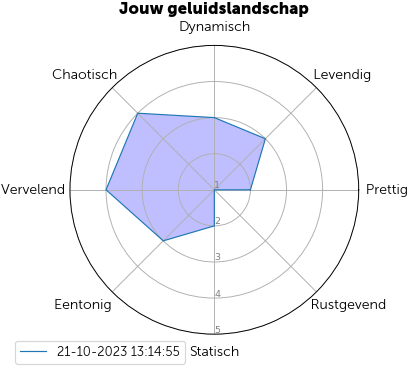 Jouw geluidslandschap
Dynamisch
Chaotisch
Levendig
Vervelend
1
Prettig
2
3
Eentonig
4
Rustgevend
5
21-10-2023 13:14:55
Statisch